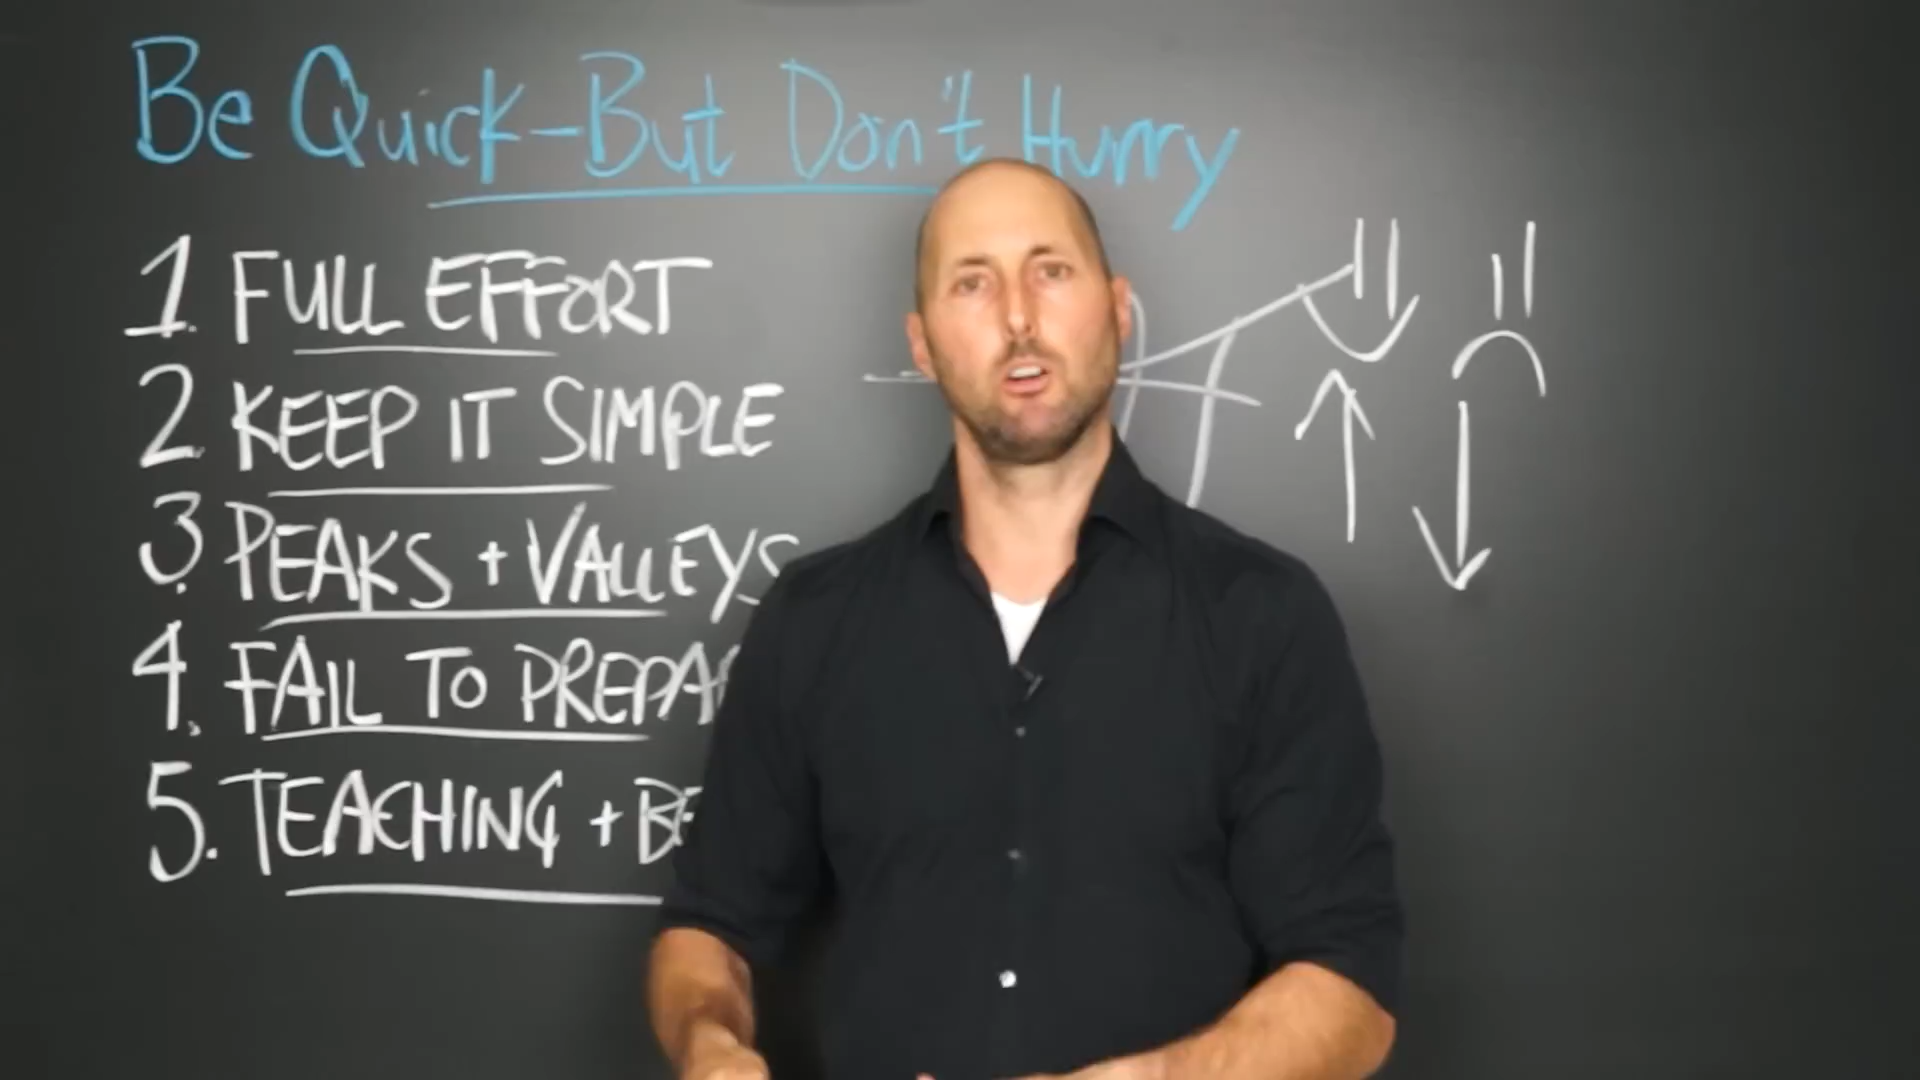 Be Quick-But Don't Hurry
1. FULL EFFORT
2. KEEP IT SIMPLE
3. PEAKS + VALLEYS
4. FAIL TO
5. TEACHING +